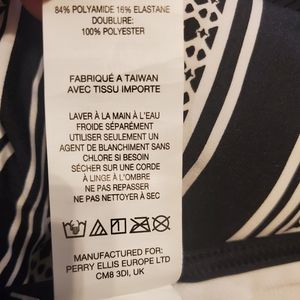 84% POLYAMIDE 16% ELASTANE
DOUBLURE:
100% POLYESTER
FABRIQUÉ A TAIWAN
AVEC TISSU IMPORTE
LAVER À LA MAIN À L'EAU
FROIDE SÉPARÉMENT
UTILISER SEULEMENT UN
AGENT DE BLANCHIMENT SANS
CHLORE SI BESOIN
SÉCHER SUR UNE CORDE
À LINGE À L'OMBRE
NE PAS REPASSER
NE PAS NETTOYER À SEC
MANUFACTURED FOR:
PERRY ELLIS EUROPE LTD
CM8 3DI, UK